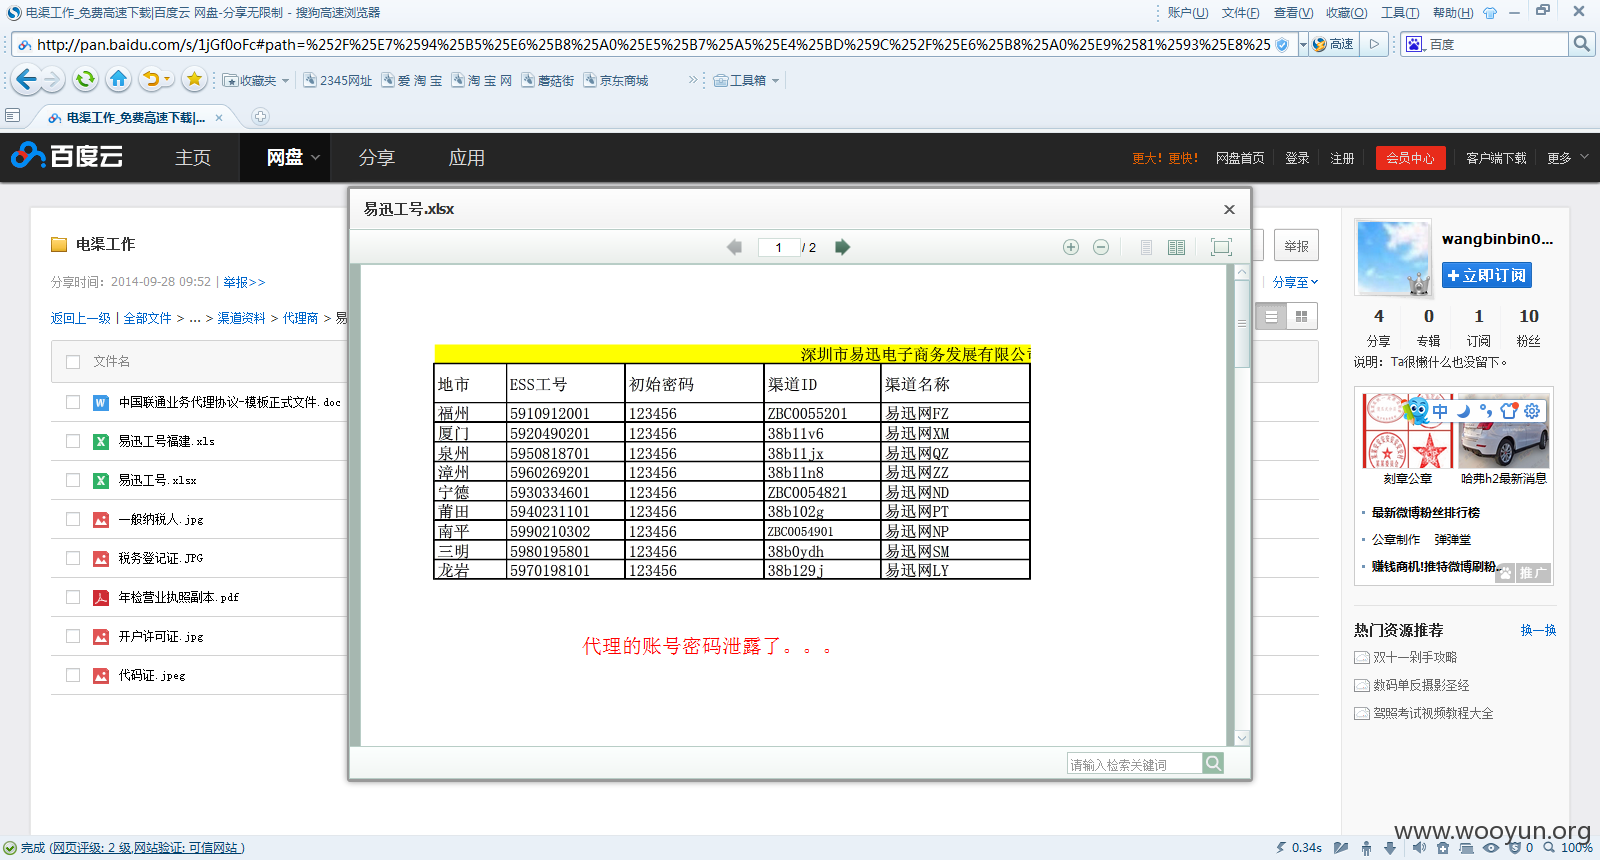 电渠工作_免费高速下载|百度云 网盘-分享无限制 - 搜狗高速浏览器
账户(U) 文件(F) 查看(V) 收藏(O) 工具(T) 帮助(H)
http://pan.baidu.com/s/1jGf0oFc#path=%252F%25E7%2594%25B5%25E6%25B8%25A0%25E5%25B7%25A5%25E4%25BD%259C%252F%25E6%25B8%25A0%25E9%2581%2593%25E8%25
高速
百度
收藏夹 2345网址 爱 淘 宝 淘 宝 网 蘑菇街 京东商城 » 工具箱
电渠工作_免费高速下载|...
百度云 主页 网盘 分享 应用
更大! 更快! 网盘首页 登录 注册 会员中心 客户端下载 更多
电渠工作
分享时间: 2014-09-28 09:52 | 举报>>
返回上一级 | 全部文件 > ... > 渠道资料 > 代理商 > 易
文件名
中国联通业务代理协议-模板正式文件.doc
易迅工号福建.xls
易迅工号.xlsx
一般纳税人.jpg
税务登记证.JPG
年检营业执照副本.pdf
开户许可证.jpg
代码证.jpeg
易迅工号.xlsx
1 / 2
深圳市易迅电子商务发展有限公司
地市 ESS工号 初始密码 渠道ID 渠道名称
福州 5910912001 123456 ZBC0055201 易迅网FZ
厦门 5920490201 123456 38b11v6 易迅网XM
泉州 5950818701 123456 38b11jx 易迅网QZ
漳州 5960269201 123456 38b11n8 易迅网ZZ
宁德 5930334601 123456 ZBC0054821 易迅网ND
莆田 5940231101 123456 38b102g 易迅网PT
南平 5990210302 123456 ZBC0054901 易迅网NP
三明 5980195801 123456 38b0ydh 易迅网SM
龙岩 5970198101 123456 38b129j 易迅网LY
代理的账号密码泄露了。。。
请输入检索关键词
举报
分享至
wangbinbin0...
+立即订阅
4 0 1 10
分享 专辑 订阅 粉丝
说明: Ta很懒什么也没留下。
中
刻章公章 哈弗h2最新消息
最新微博粉丝排行榜
公章制作 弹弹堂
赚钱商机!推特微博刷粉..
推广
热门资源推荐 换一换
双十一剁手攻略
数码单反摄影圣经
驾照考试视频教程大全
完成 (网页评级: 2 级,网站验证: 可信网站)
0.34s 0 100%
www.wooyun.org